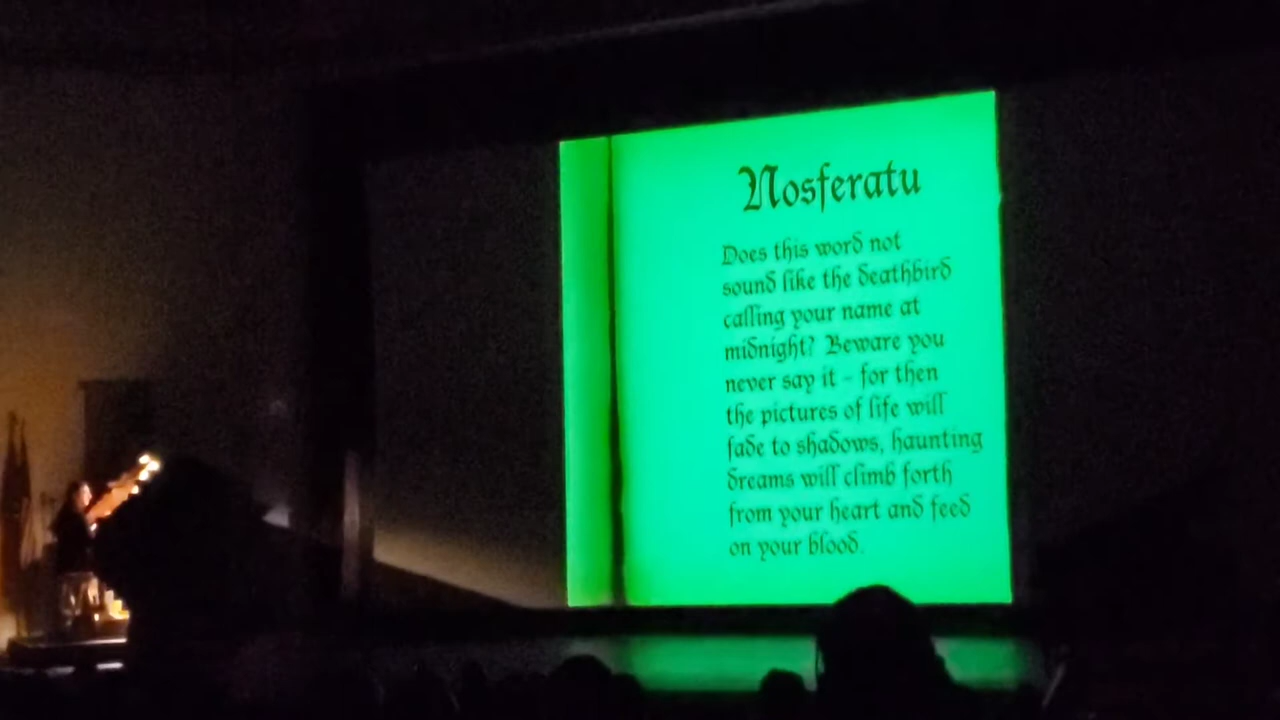 Nosferatu
Does this word not
sound like the deathbird
calling your name at
midnight? Beware you
never say it - for then
the pictures of life will
fade to shadows, haunting
dreams will climb forth
from your heart and feed
on your blood.